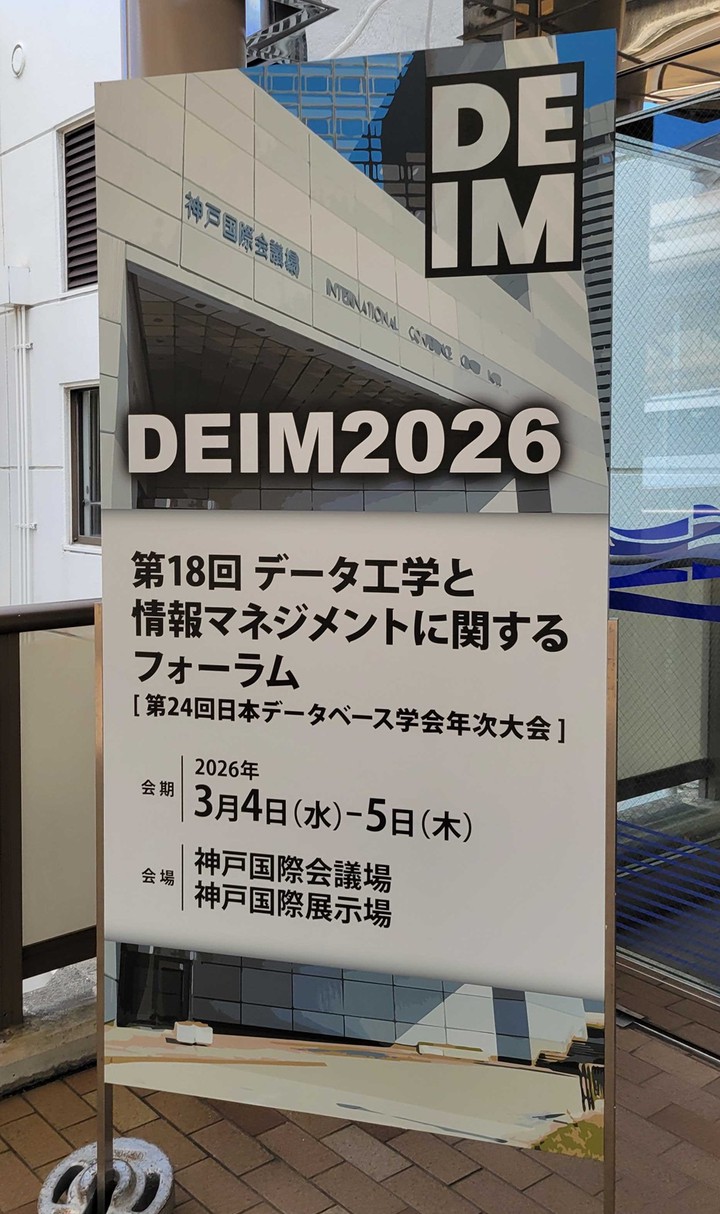 DE
IM
神戸国際会議場
INTERNATIONAL CONFERENCE CENTER KOBE
DEIM2026
第18回 データ工学と
情報マネジメントに関する
フォーラム
[ 第24回日本データベース学会年次大会 ]
会期
2026年
3月4日(水)-5日(木)
会場
神戸国際会議場
神戸国際展示場